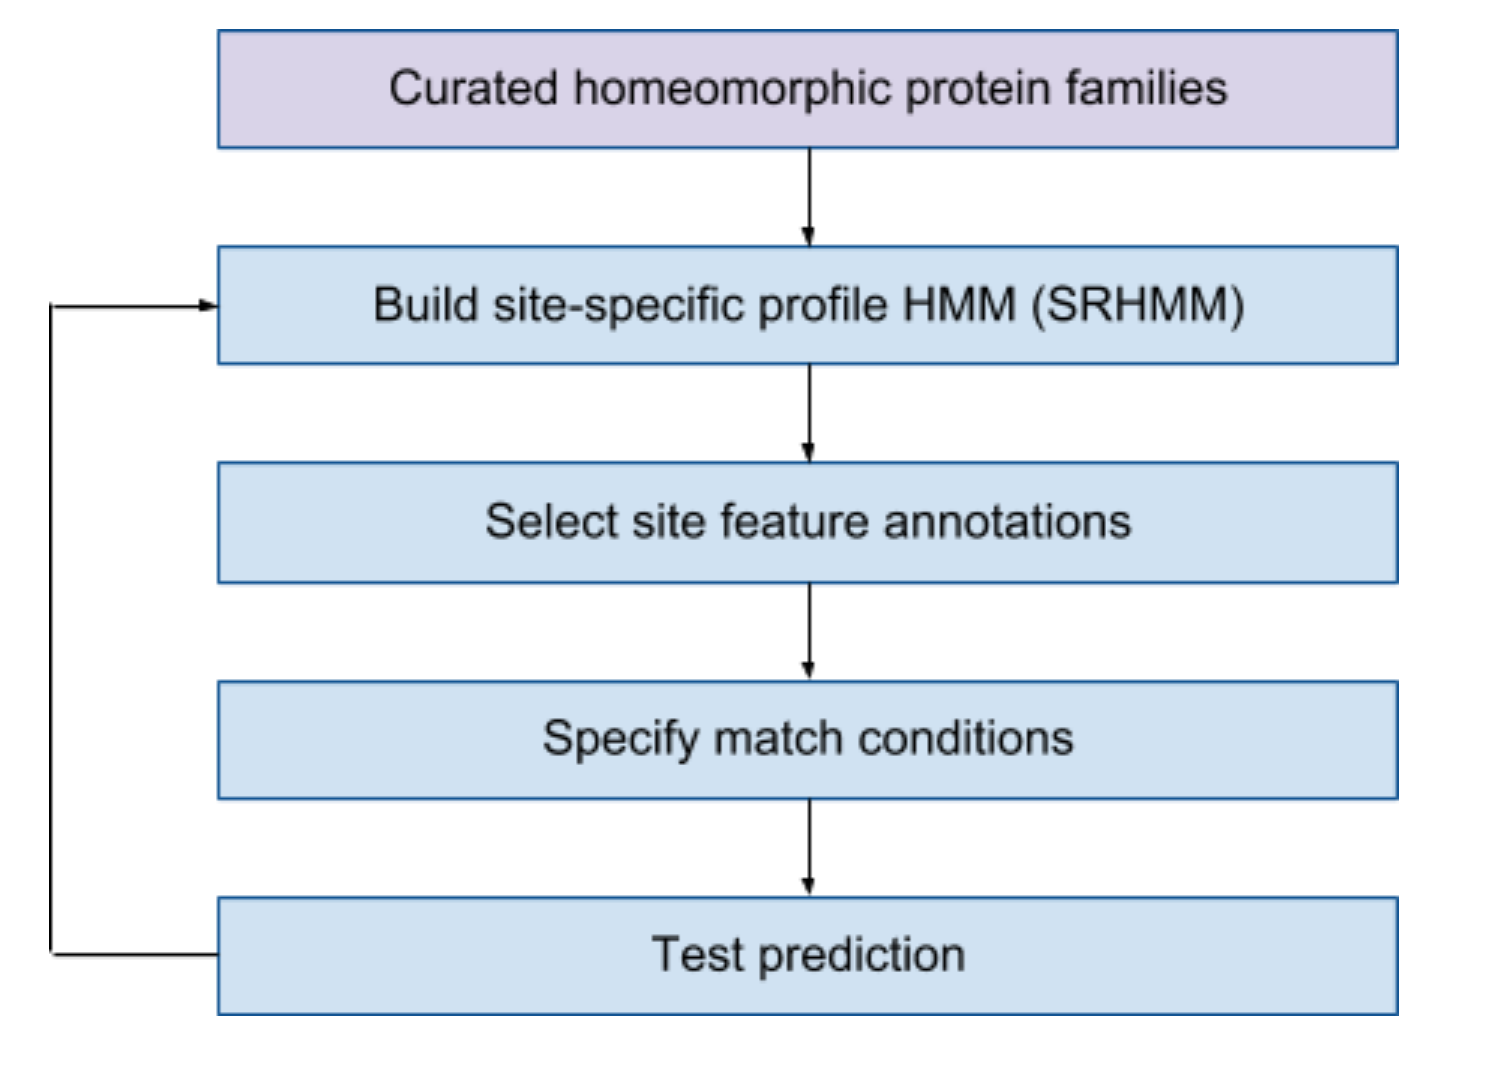 Curated homeomorphic protein families
Build site-specific profile HMM (SRHMM)
Select site feature annotations
Specify match conditions
Test prediction